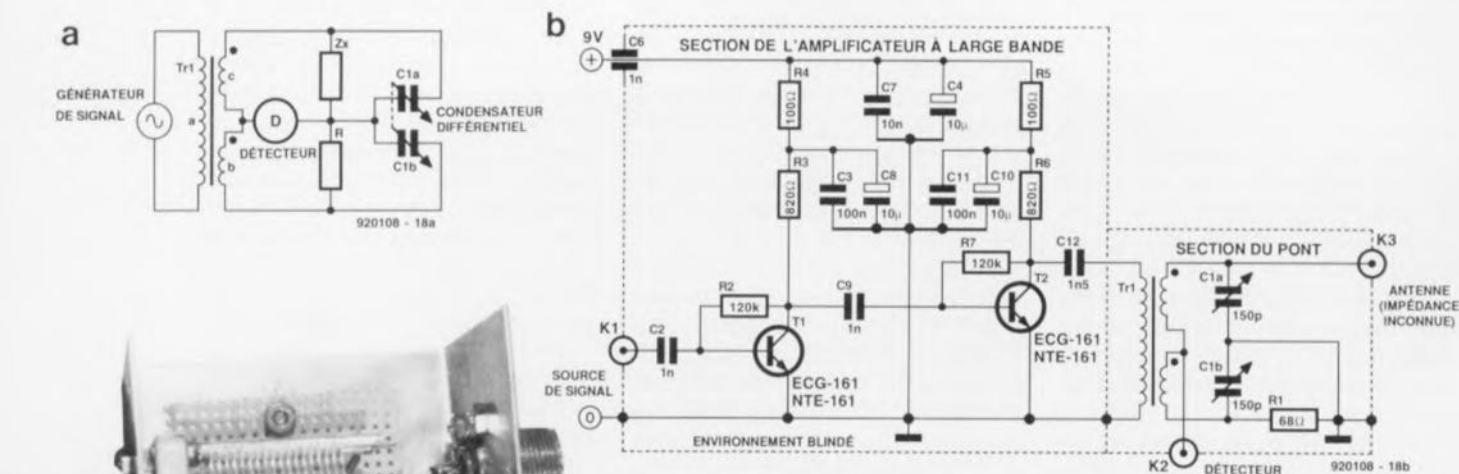 a
Zx
Tr1
c
C1a
GÉNÉRATEUR
DE SIGNAL
a
D
CONDENSATEUR
DIFFÉRENTIEL
R
DÉTECTEUR
b
C1b
920108 - 18a
b
9V
C6
1n
SECTION DE L'AMPLIFICATEUR À LARGE BANDE
R4
100Ω
C7
10n
C4
10µ
R5
100Ω
R3
820Ω
C3
100n
C8
10µ
C11
100n
C10
10µ
R6
820Ω
R7
120k
C12
1n5
R2
120k
C9
1n
T1
T2
K1
C2
1n
ECG-161
NTE-161
ECG-161
NTE-161
SOURCE
DE SIGNAL
0
ENVIRONNEMENT BLINDÉ
SECTION DU PONT
K3
Tr1
C1a
150p
ANTENNE
(IMPÉDANCE
INCONNUE)
C1b
150p
R1
68Ω
K2
DÉTECTEUR
920108 - 18b